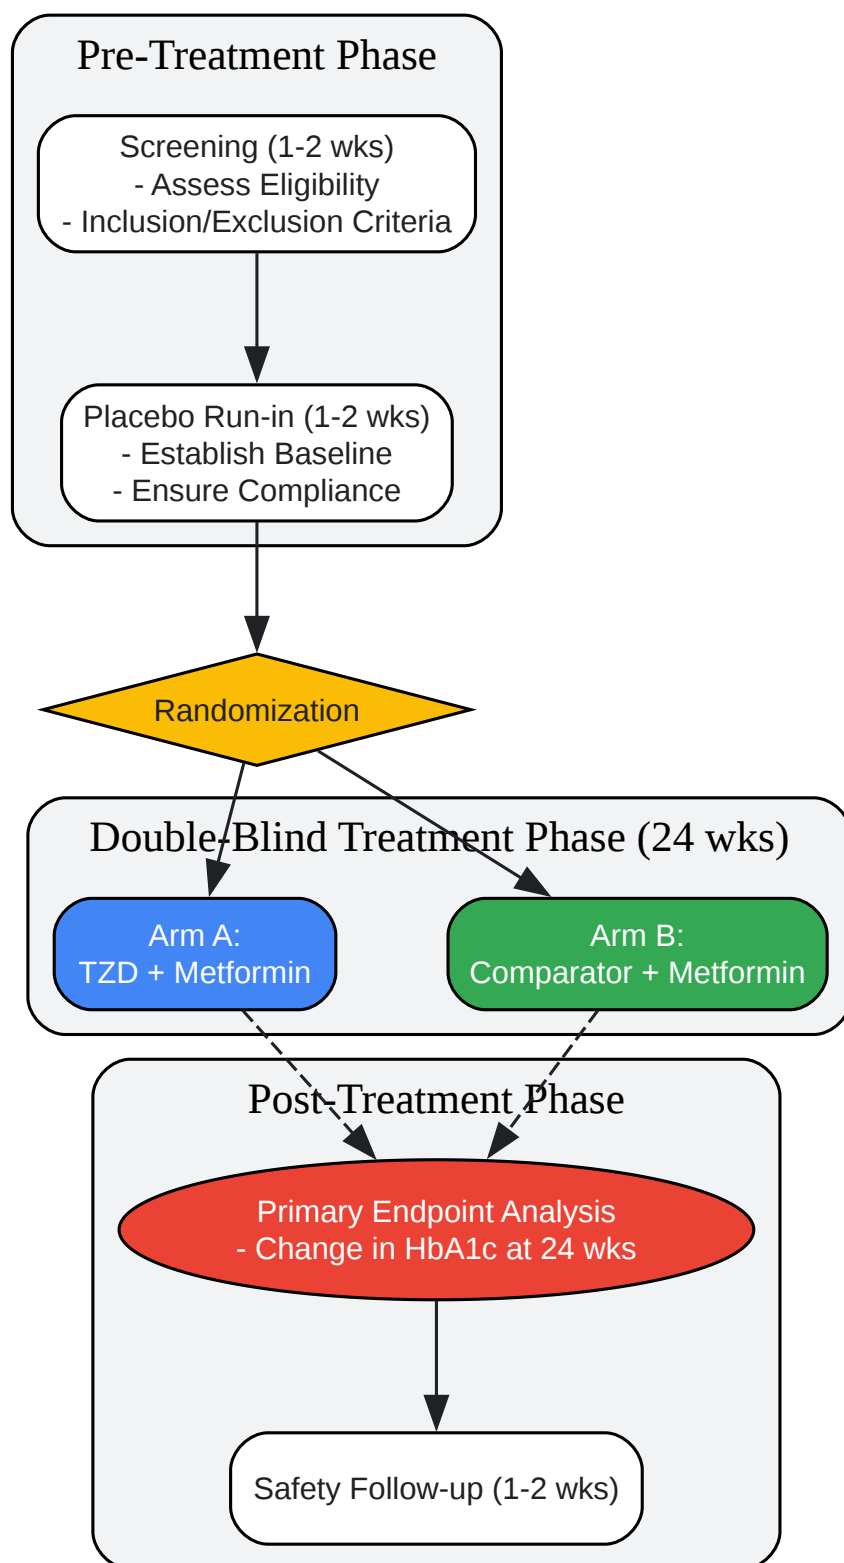 Pre-Treatment Phase
Screening (1-2 wks)
- Assess Eligibility
- Inclusion/Exclusion Criteria
Placebo Run-in (1-2 wks)
- Establish Baseline
- Ensure Compliance
Randomization
Double-Blind Treatment Phase (24 wks)
Arm A:
TZD + Metformin
Arm B:
Comparator + Metformin
Post-Treatment Phase
Primary Endpoint Analysis
- Change in HbA1c at 24 wks
Safety Follow-up (1-2 wks)